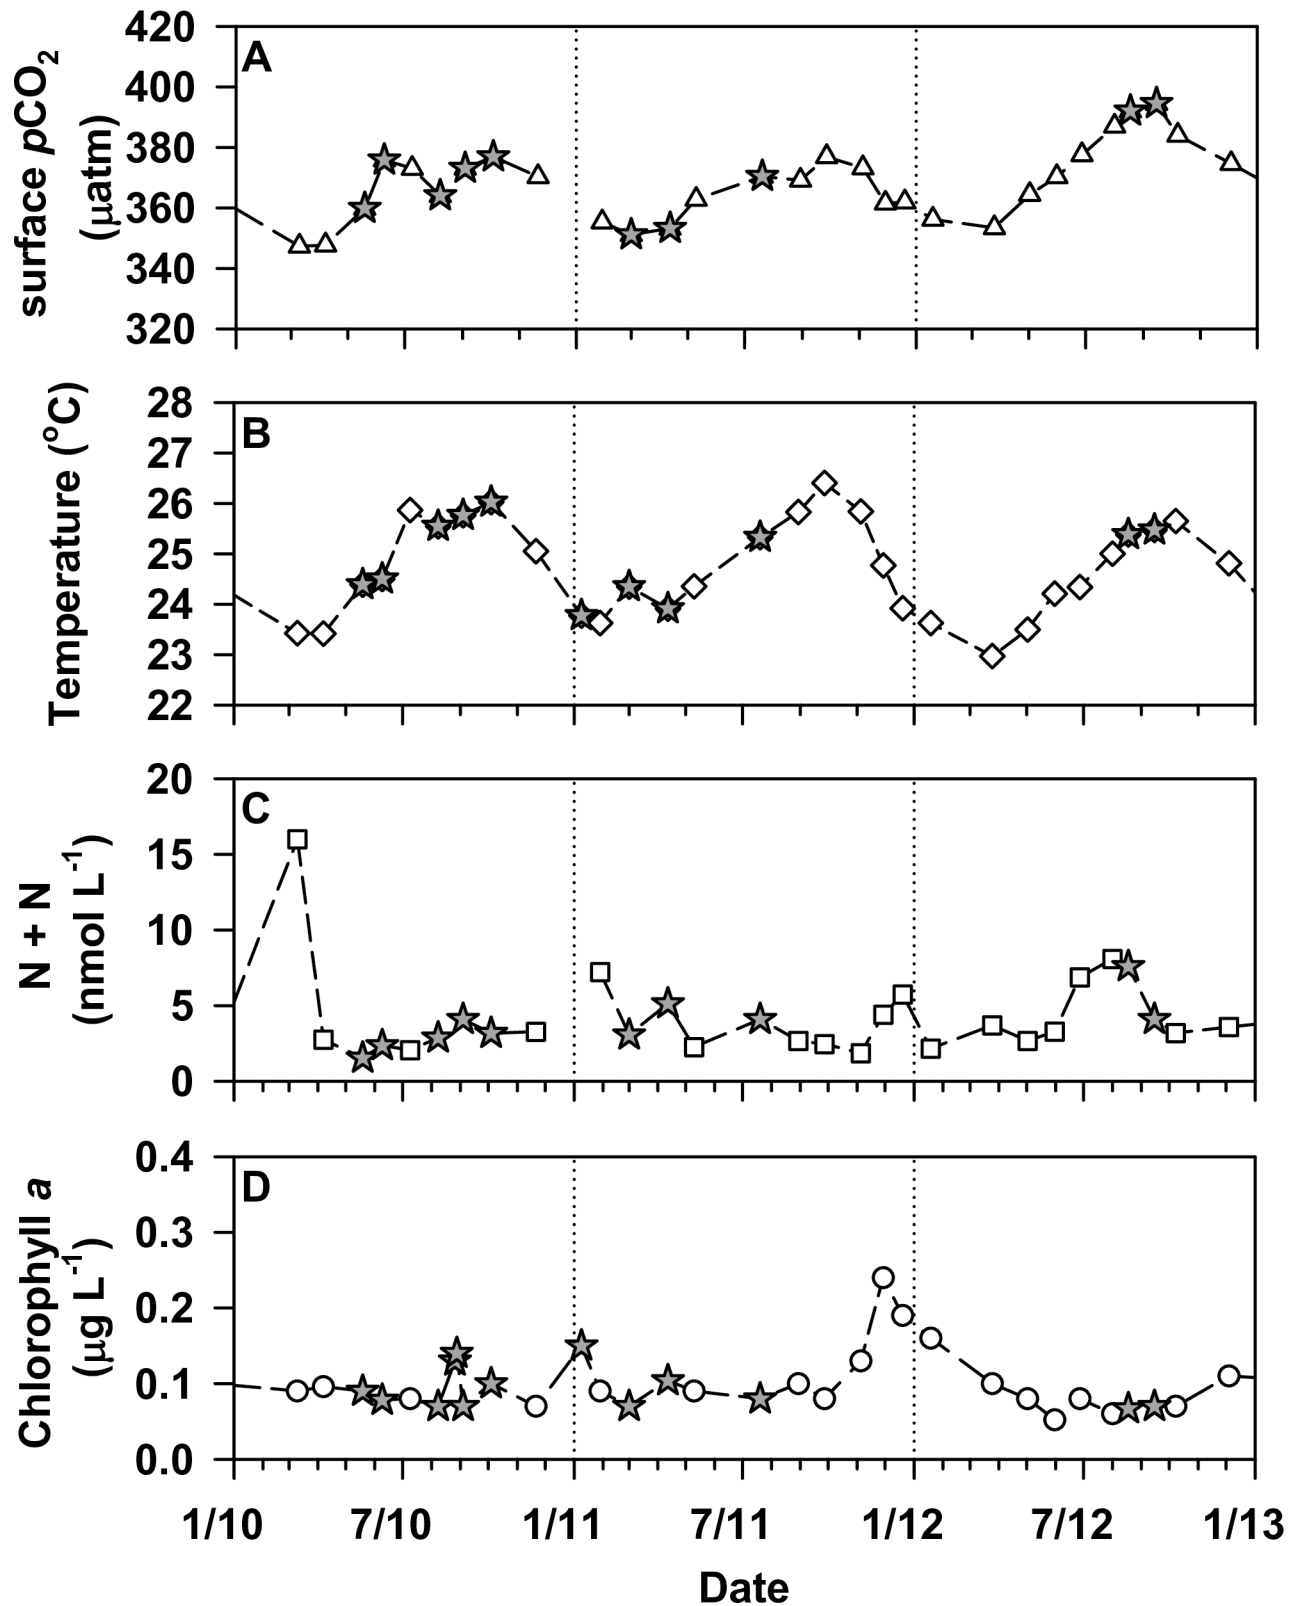 A
surface pCO2
(μatm)
420
400
380
360
340
320
B
Temperature (oC)
28
27
26
25
24
23
22
C
N + N
(nmol L-1)
20
15
10
5
0
D
Chlorophyll a
(μg L-1)
0.4
0.3
0.2
0.1
0.0
1/10 7/10 1/11 7/11 1/12 7/12 1/13
Date